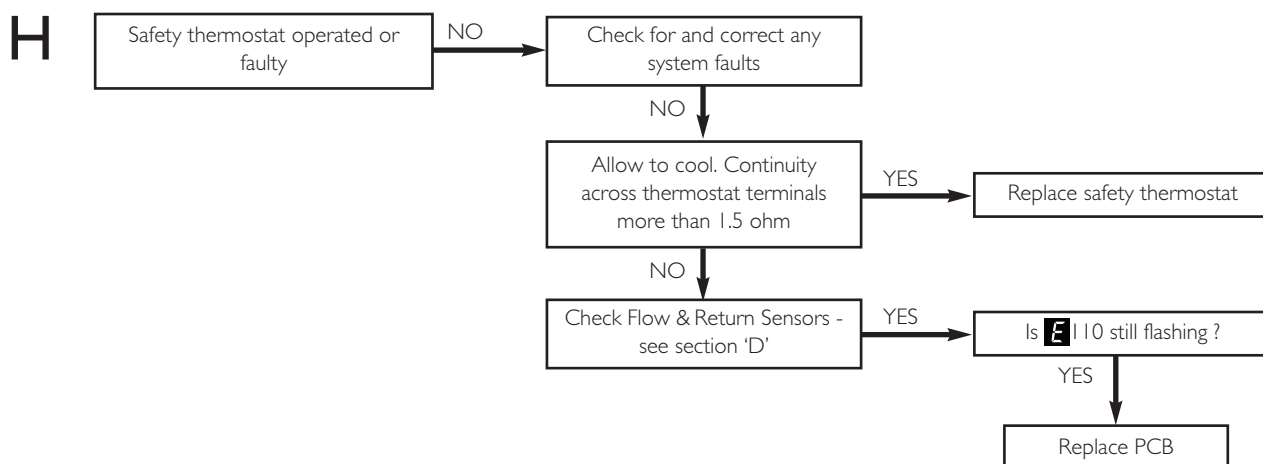 H
Safety thermostat operated or
faulty
NO
Check for and correct any
system faults
NO
Allow to cool. Continuity
across thermostat terminals
more than 1.5 ohm
YES
Replace safety thermostat
NO
Check Flow & Return Sensors -
see section ‘D’
YES
Is E110 still flashing ?
YES
Replace PCB